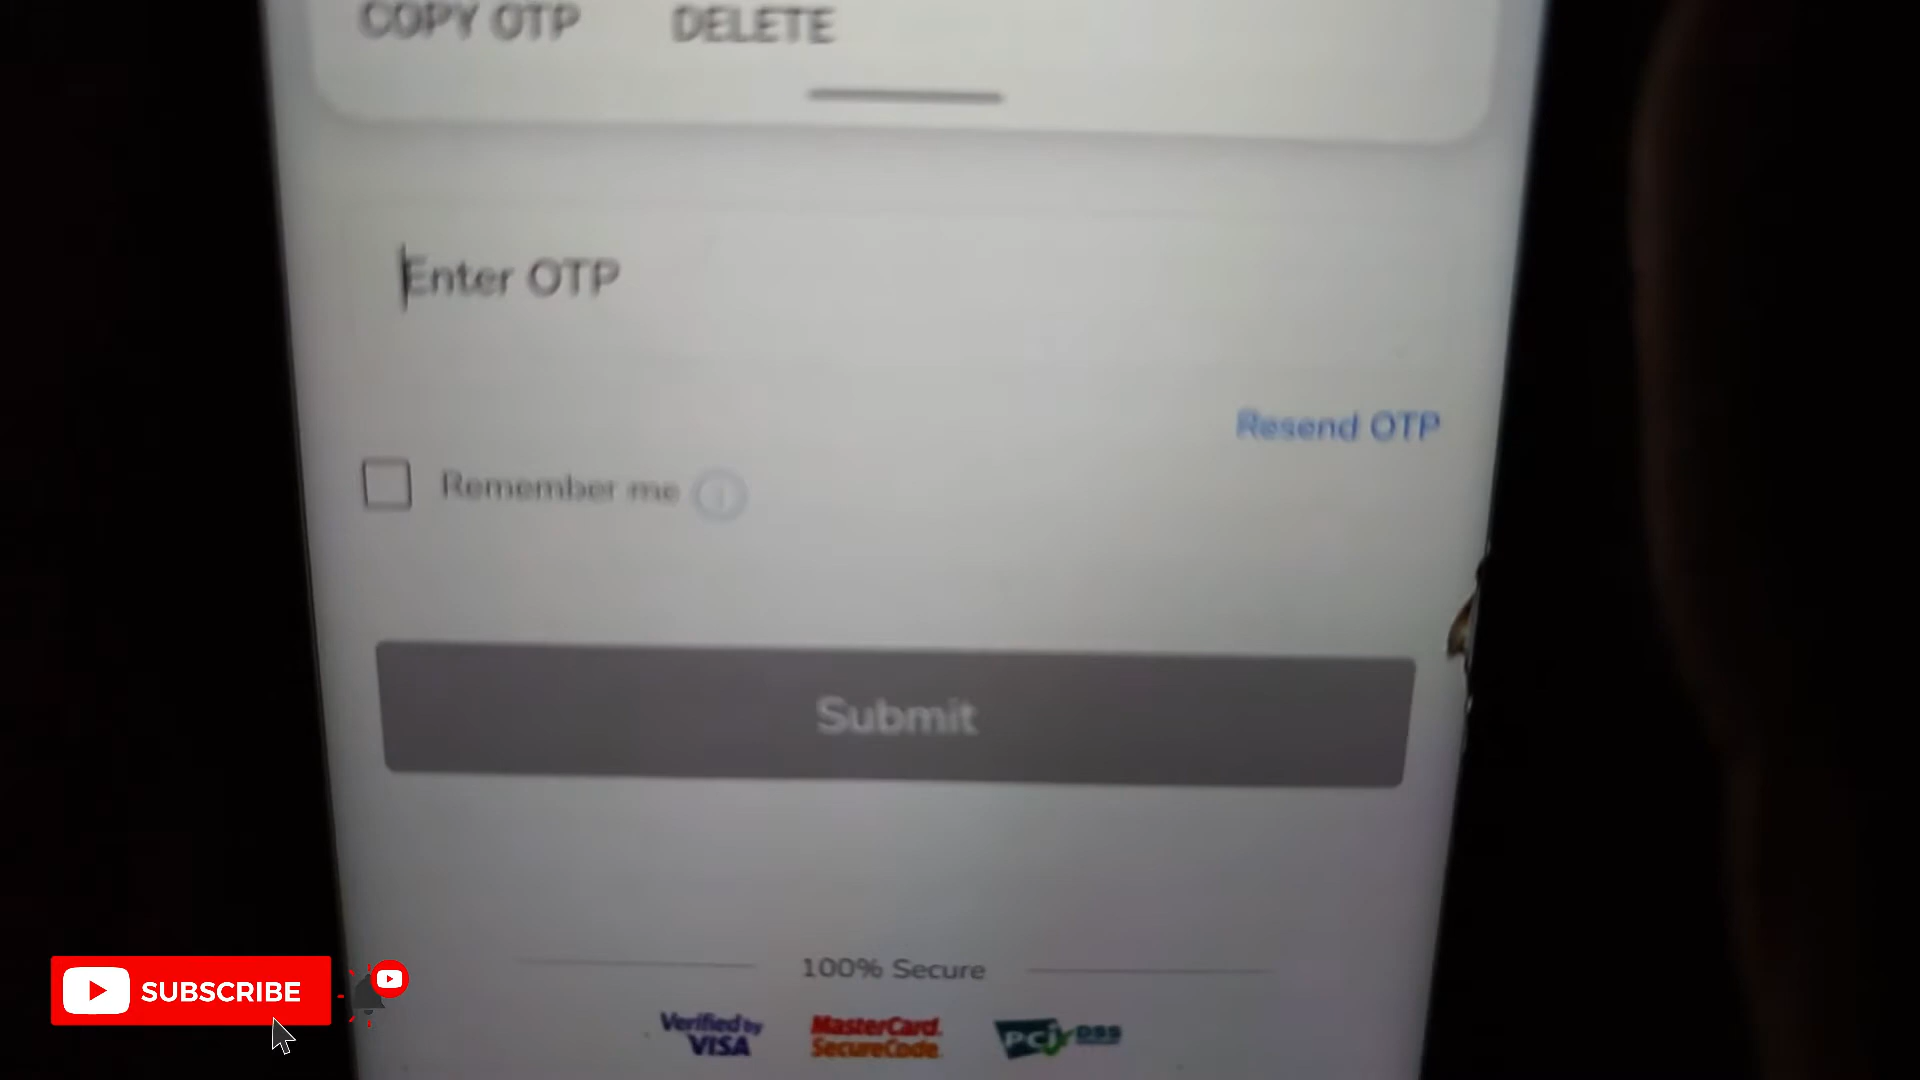 COPY OTP DELETE
Enter OTP
Resend OTP
Remember me
Submit
100% Secure
Verified by
VISA
MasterCard.
SecureCode.
PCI DSS
SUBSCRIBE